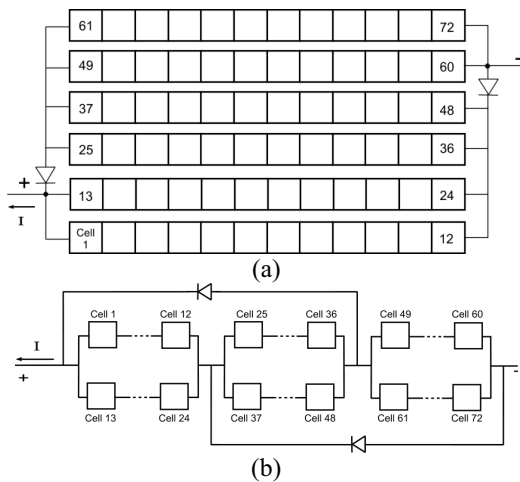 61 72
49 60 -
37 48
25 36
+ 13 24
I
Cell 1 12
(a)
Cell 1 Cell 12 Cell 25 Cell 36 Cell 49 Cell 60
I
+ -
Cell 13 Cell 24 Cell 37 Cell 48 Cell 61 Cell 72
(b)